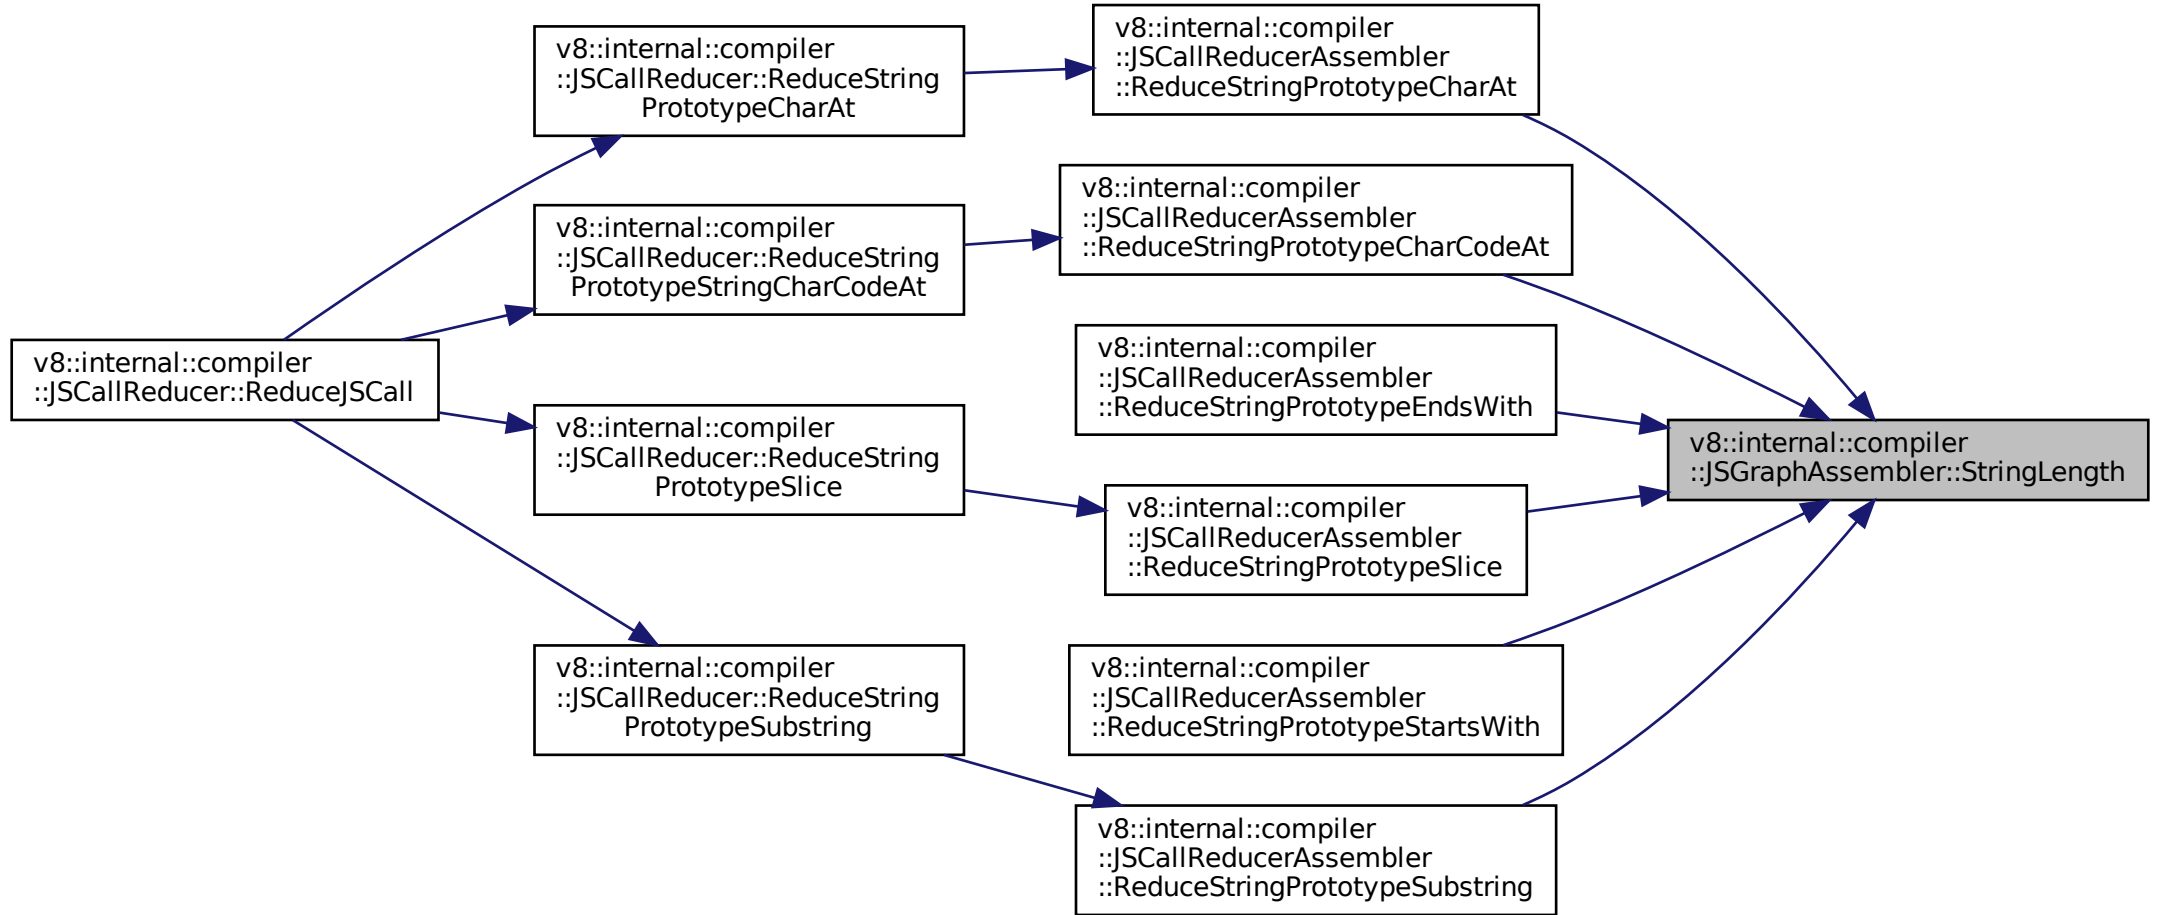 v8::internal::compiler
::JSCallReducer::ReduceJSCall
v8::internal::compiler
::JSCallReducer::ReduceString
PrototypeCharAt
v8::internal::compiler
::JSCallReducer::ReduceString
PrototypeStringCharCodeAt
v8::internal::compiler
::JSCallReducer::ReduceString
PrototypeSlice
v8::internal::compiler
::JSCallReducer::ReduceString
PrototypeSubstring
v8::internal::compiler
::JSCallReducerAssembler
::ReduceStringPrototypeCharAt
v8::internal::compiler
::JSCallReducerAssembler
::ReduceStringPrototypeCharCodeAt
v8::internal::compiler
::JSCallReducerAssembler
::ReduceStringPrototypeEndsWith
v8::internal::compiler
::JSCallReducerAssembler
::ReduceStringPrototypeSlice
v8::internal::compiler
::JSCallReducerAssembler
::ReduceStringPrototypeStartsWith
v8::internal::compiler
::JSCallReducerAssembler
::ReduceStringPrototypeSubstring
v8::internal::compiler
::JSGraphAssembler::StringLength